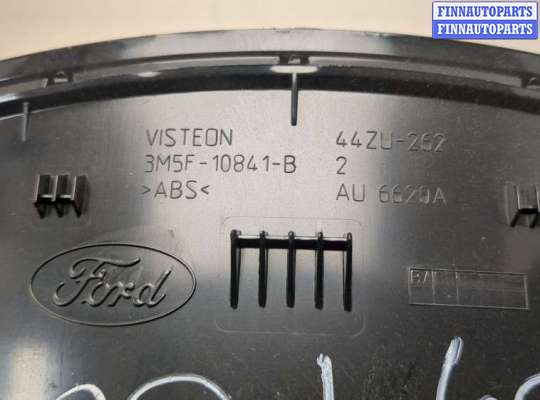 FINNAUTOPARTS
FINNAUTOPARTS
VISTEON 44ZU-262
3M5F-10841-B 2
>ABS< AU 6620A
Ford